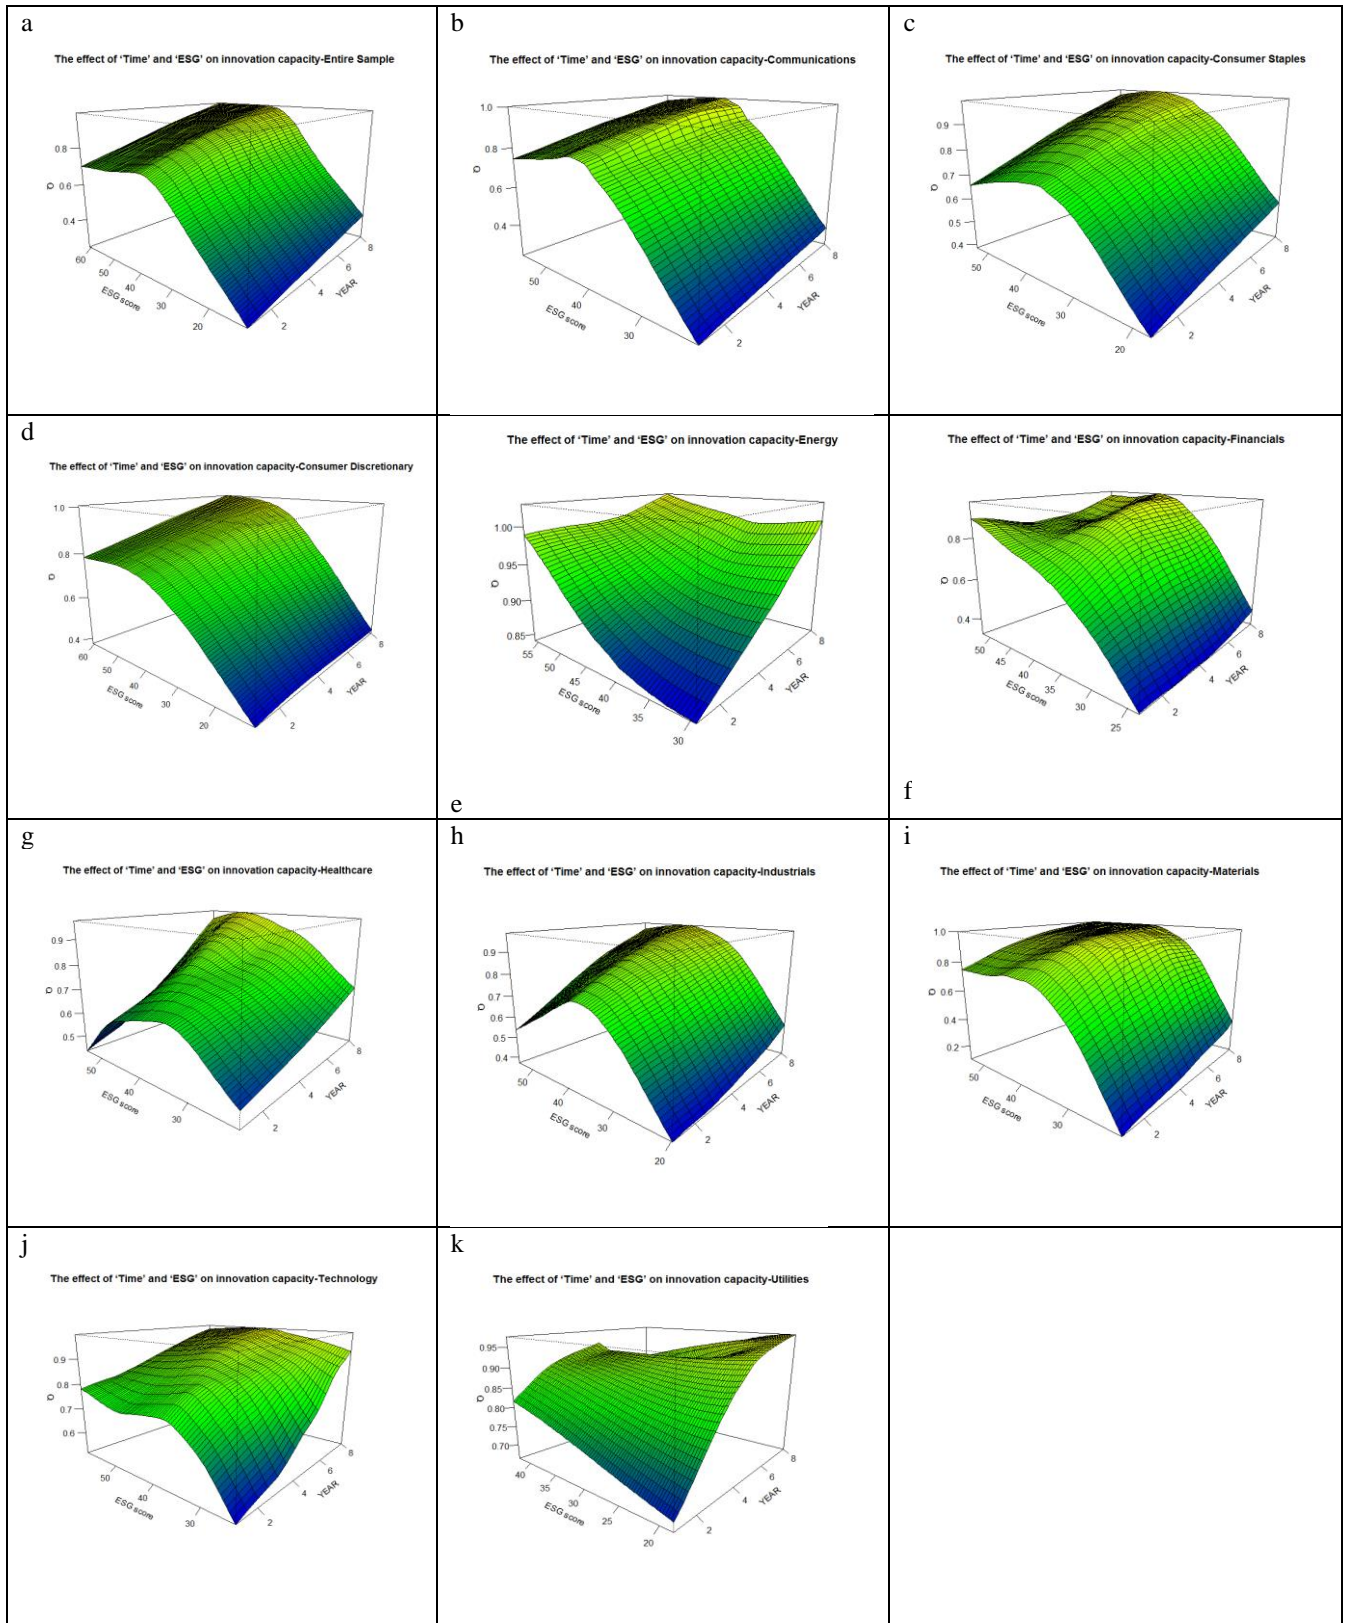 a
The effect of ‘Time’ and ‘ESG’ on innovation capacity-Entire Sample
0.8
0.6
0.4
Q
60
50
40
30
20
ESG score
2
4
6
8
YEAR
b
The effect of ‘Time’ and ‘ESG’ on innovation capacity-Communications
1.0
0.8
0.6
0.4
Q
50
40
30
ESG score
2
4
6
8
YEAR
c
The effect of ‘Time’ and ‘ESG’ on innovation capacity-Consumer Staples
0.9
0.8
0.7
0.6
0.5
0.4
Q
50
40
30
20
ESG score
2
4
6
8
YEAR
d
The effect of ‘Time’ and ‘ESG’ on innovation capacity-Consumer Discretionary
1.0
0.8
0.6
0.4
Q
60
50
40
30
20
ESG score
2
4
6
8
YEAR
The effect of ‘Time’ and ‘ESG’ on innovation capacity-Energy
1.00
0.95
0.90
0.85
Q
55
50
45
40
35
30
ESG score
2
4
6
8
YEAR
e
The effect of ‘Time’ and ‘ESG’ on innovation capacity-Financials
0.8
0.6
0.4
Q
50
45
40
35
30
25
ESG score
2
4
6
8
YEAR
f
g
The effect of ‘Time’ and ‘ESG’ on innovation capacity-Healthcare
0.9
0.8
0.7
0.6
0.5
Q
50
40
30
ESG score
2
4
6
8
YEAR
h
The effect of ‘Time’ and ‘ESG’ on innovation capacity-Industrials
0.9
0.8
0.7
0.6
0.5
0.4
Q
50
40
30
20
ESG score
2
4
6
8
YEAR
i
The effect of ‘Time’ and ‘ESG’ on innovation capacity-Materials
1.0
0.8
0.6
0.4
0.2
Q
50
40
30
ESG score
2
4
6
8
YEAR
j
The effect of ‘Time’ and ‘ESG’ on innovation capacity-Technology
0.9
0.8
0.7
0.6
Q
50
40
30
ESG score
2
4
6
8
YEAR
k
The effect of ‘Time’ and ‘ESG’ on innovation capacity-Utilities
0.95
0.90
0.85
0.80
0.75
0.70
Q
40
35
30
25
20
ESG score
2
4
6
8
YEAR